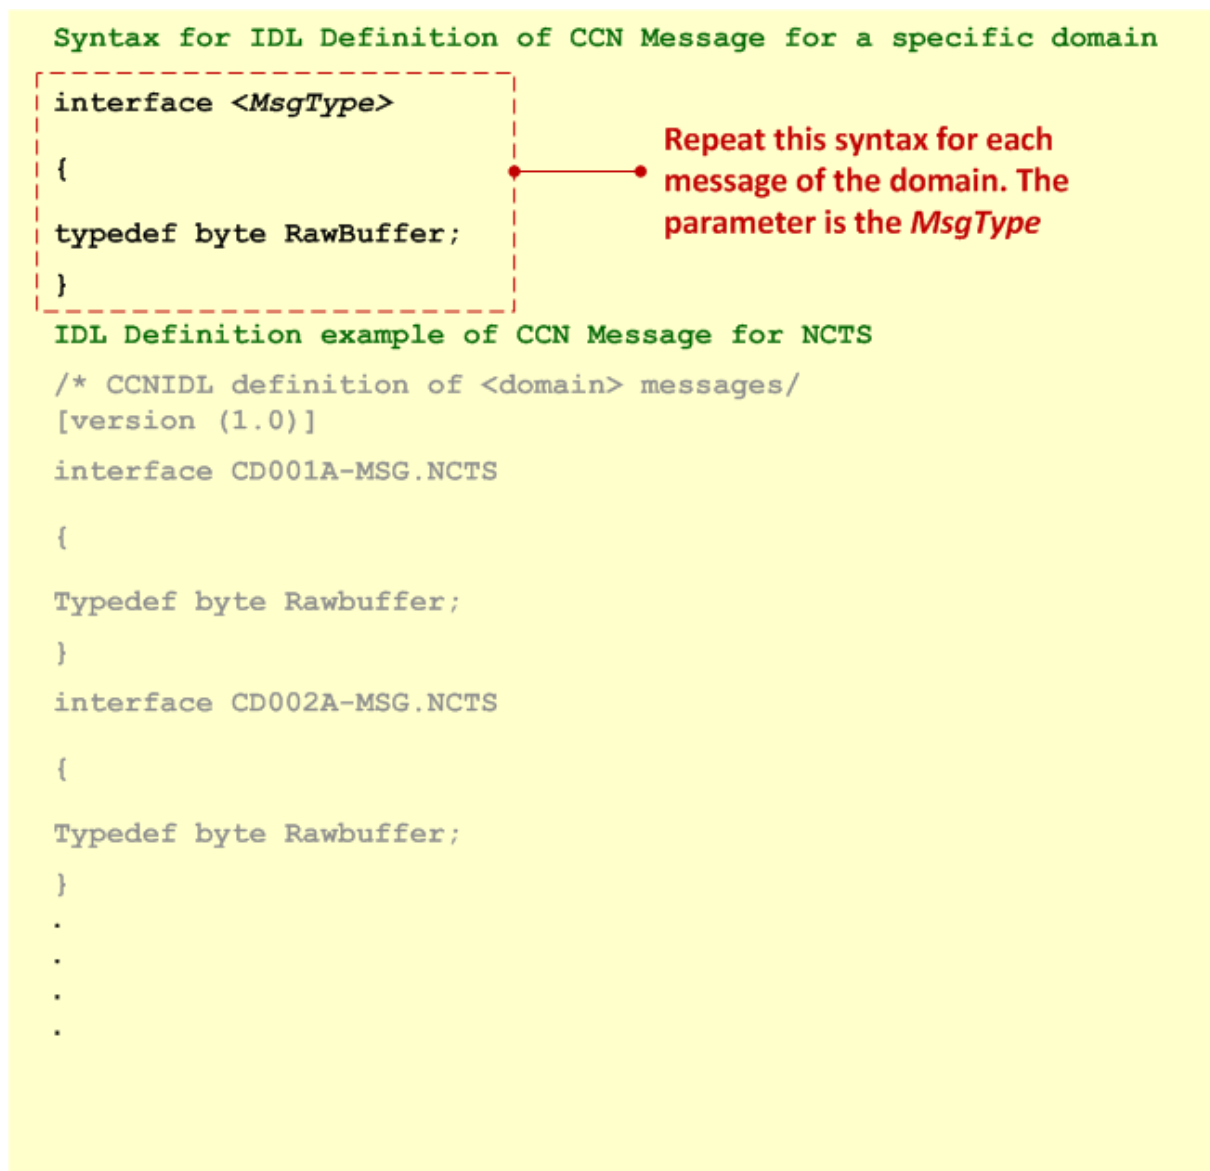 Syntax for IDL Definition of CCN Message for a specific domain
interface <MsgType>
{
typedef byte RawBuffer;
}
Repeat this syntax for each
message of the domain. The
parameter is the MsgType
IDL Definition example of CCN Message for NCTS
/* CCNIDL definition of <domain> messages/
[version (1.0)]
interface CD001A-MSG.NCTS
{
Typedef byte Rawbuffer;
}
interface CD002A-MSG.NCTS
{
Typedef byte Rawbuffer;
}
.
.
.
.